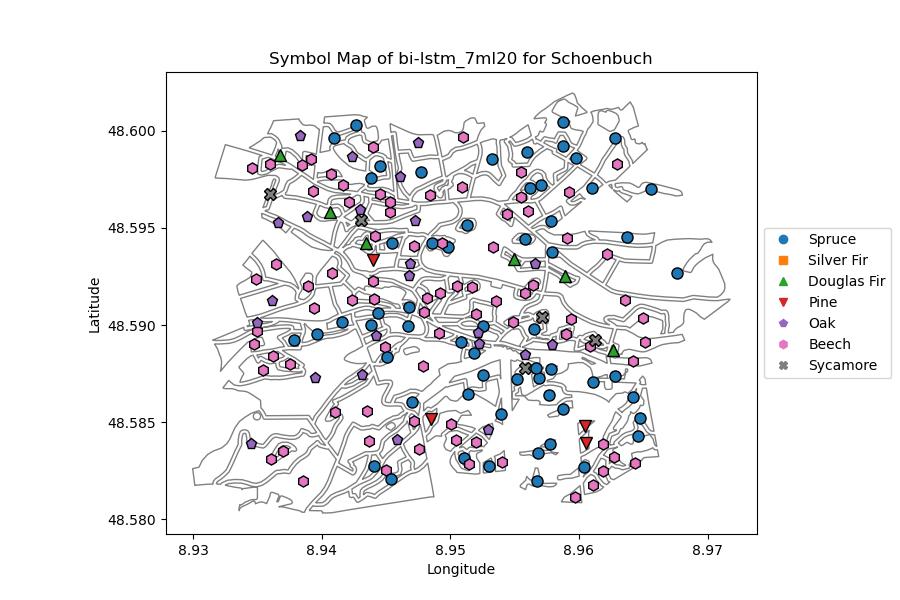 Symbol Map of bi-lstm_7ml20 for Schoenbuch
48.600
48.595
48.590
48.585
48.580
Latitude
8.93 8.94 8.95 8.96 8.97
Longitude
Spruce
Silver Fir
Douglas Fir
Pine
Oak
Beech
Sycamore